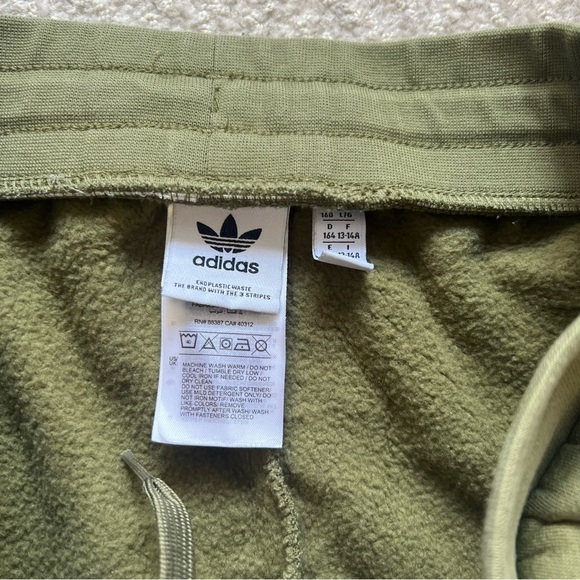 adidas
END PLASTIC WASTE
THE BRAND WITH THE 3 STRIPES
RN# 88387 CA# 40312
US/
UK
MACHINE WASH WARM / DO NOT
BLEACH / TUMBLE DRY LOW /
COOL IRON IF NEEDED / DO NOT
DRY CLEAN
DO NOT USE FABRIC SOFTENER/
USE MILD DETERGENT ONLY/ DO
NOT IRON MOTIF/ WASH WITH
LIKE COLORS/ REMOVE
PROMPTLY AFTER WASH/ WASH
WITH FASTENERS CLOSED
D F
164 13-14A
E I